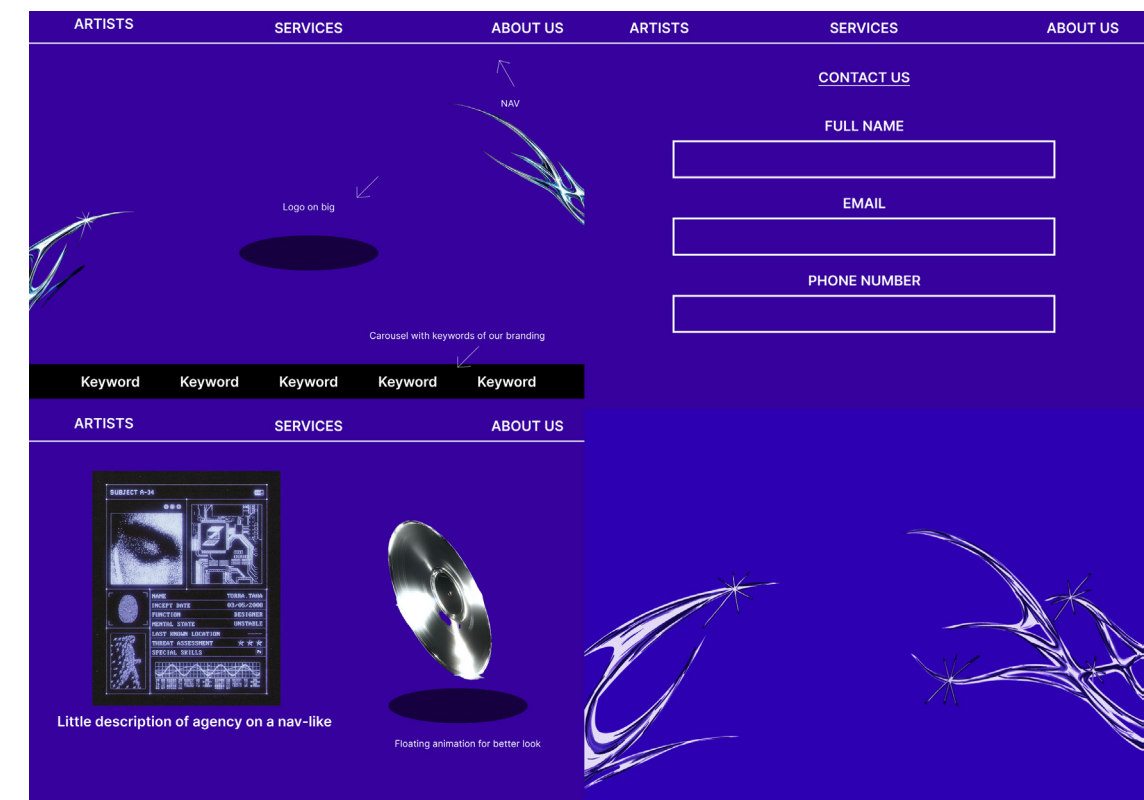 ARTISTS
SERVICES
ABOUT US
NAV
Logo on big
Carousel with keywords of our branding
Keyword Keyword Keyword Keyword Keyword
ARTISTS
SERVICES
ABOUT US
CONTACT US
FULL NAME
EMAIL
PHONE NUMBER
ARTISTS
SERVICES
ABOUT US
SUBJECT A-34
NAME TOBRA.TAHA
INCEPT DATE 03/05/2000
FUNCTION DESIGNER
MENTAL STATE UNSTABLE
LAST KNOWN LOCATION
THREAT ASSESSMENT ★ ★ ★
SPECIAL SKILLS
Little description of agency on a nav-like
Floating animation for better look